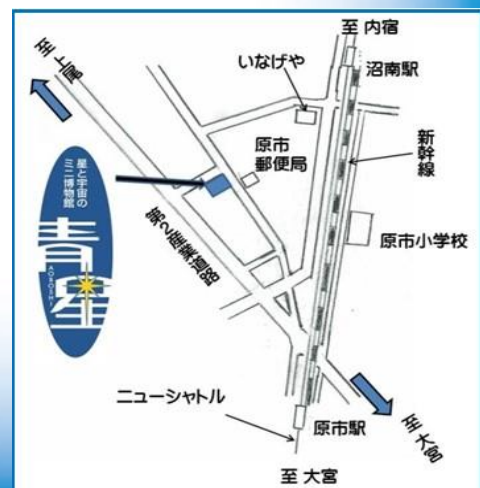 至 内宿
至 上尾
いなげや
沼南駅
原市
郵便局
新
幹
線
星と宇宙の
ミニ博物館
青星
AOBOSHI
第2産業道路
原市小学校
ニューシャトル
原市駅
至 大宮
至 大宮